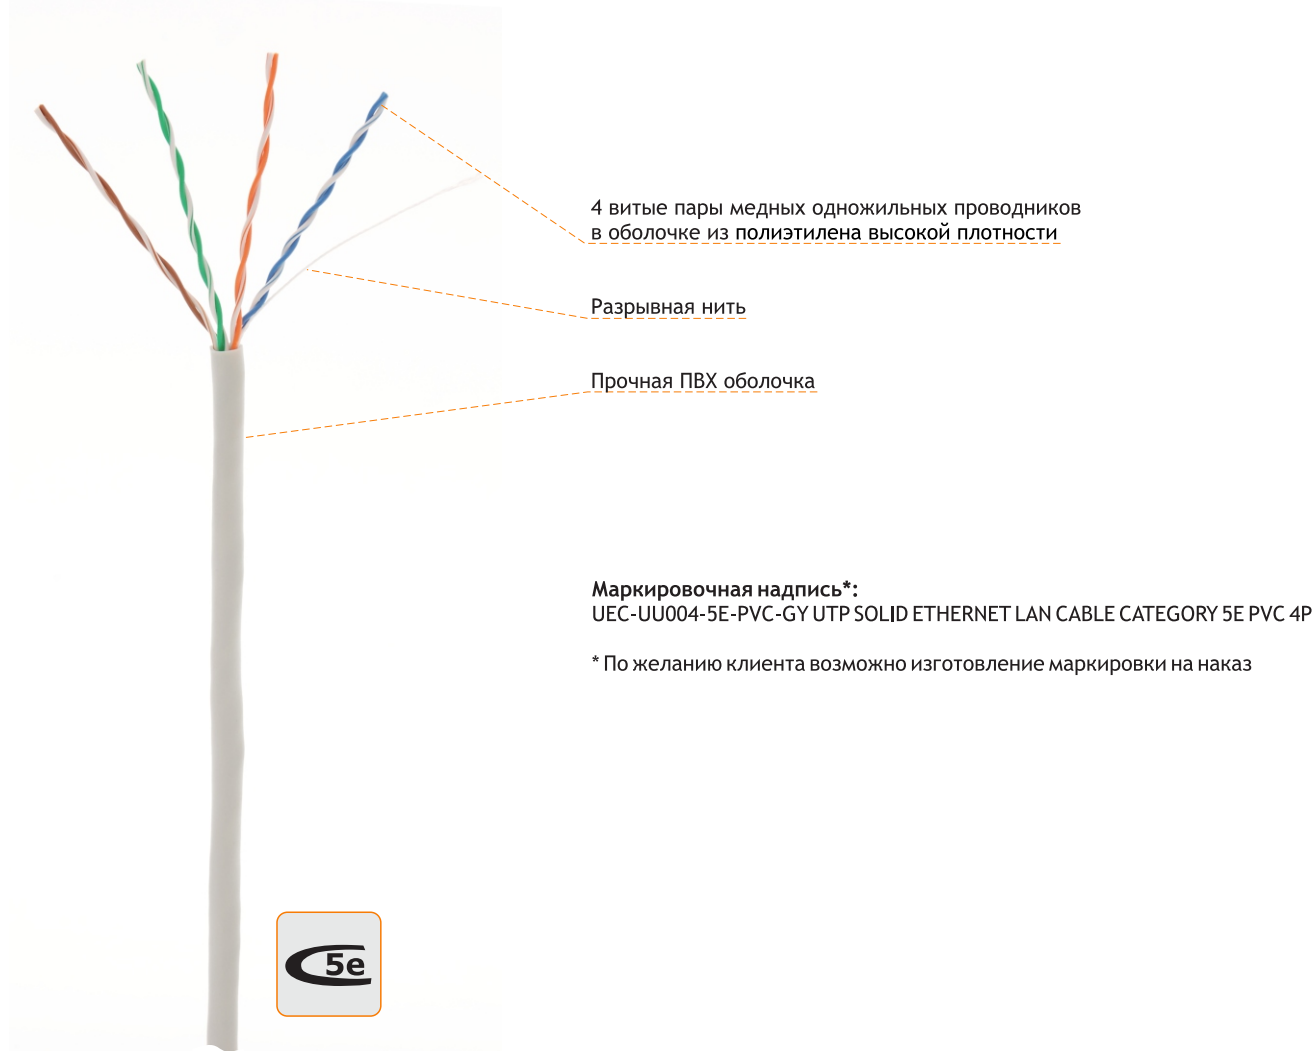 4 витые пары медных одножильных проводников
в оболочке из полиэтилена высокой плотности
Разрывная нить
Прочная ПВХ оболочка
Маркировочная надпись*:
UEC-UU004-5E-PVC-GY UTP SOLID ETHERNET LAN CABLE CATEGORY 5E PVC 4P
* По желанию клиента возможно изготовление маркировки на наказ
5e